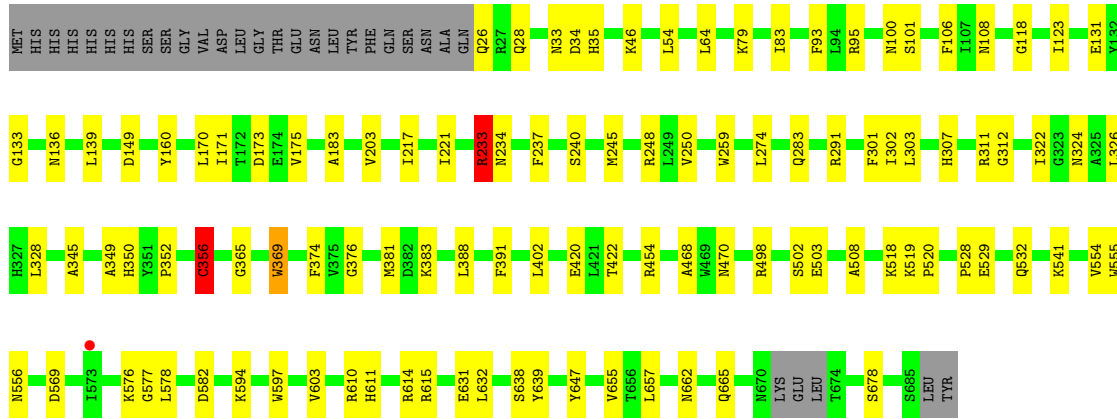 MET HIS HIS HIS HIS HIS HIS SER SER GLY VAL ASP LEU GLY THR GLU ASN LEU TYR PHE GLN SER ASN ALA GLN Q26 R27 Q28 N33 D34 H35 K46 L54 L64 K79 I83 F93 L94 R95 N100 S101 F106 I107 N108 G118 I123 E131 Y132
G133 N136 L139 D149 Y160 L170 I171 T172 D173 E174 V175 A183 V203 I217 I221 R233 N234 F237 S240 M245 R248 L249 V250 W259 L274 Q283 R291 F301 I302 L303 H307 R311 G312 I322 G323 N324 A325 L326
H327 L328 A345 A349 H350 Y351 P352 C356 G365 W369 F374 V375 G376 M381 D382 K383 L388 F391 L402 E420 L421 T422 R454 A468 W469 N470 R498 S502 E503 A508 K518 K519 P520 P528 E529 Q532 K541 V554 W555
N556 D569 I573 K576 G577 L578 D582 K594 W597 V603 R610 H611 R614 R615 E631 L632 S638 Y639 Y647 V655 T656 L657 N662 Q665 N670 LYS GLU LEU T674 S678 S685 LEU TYR